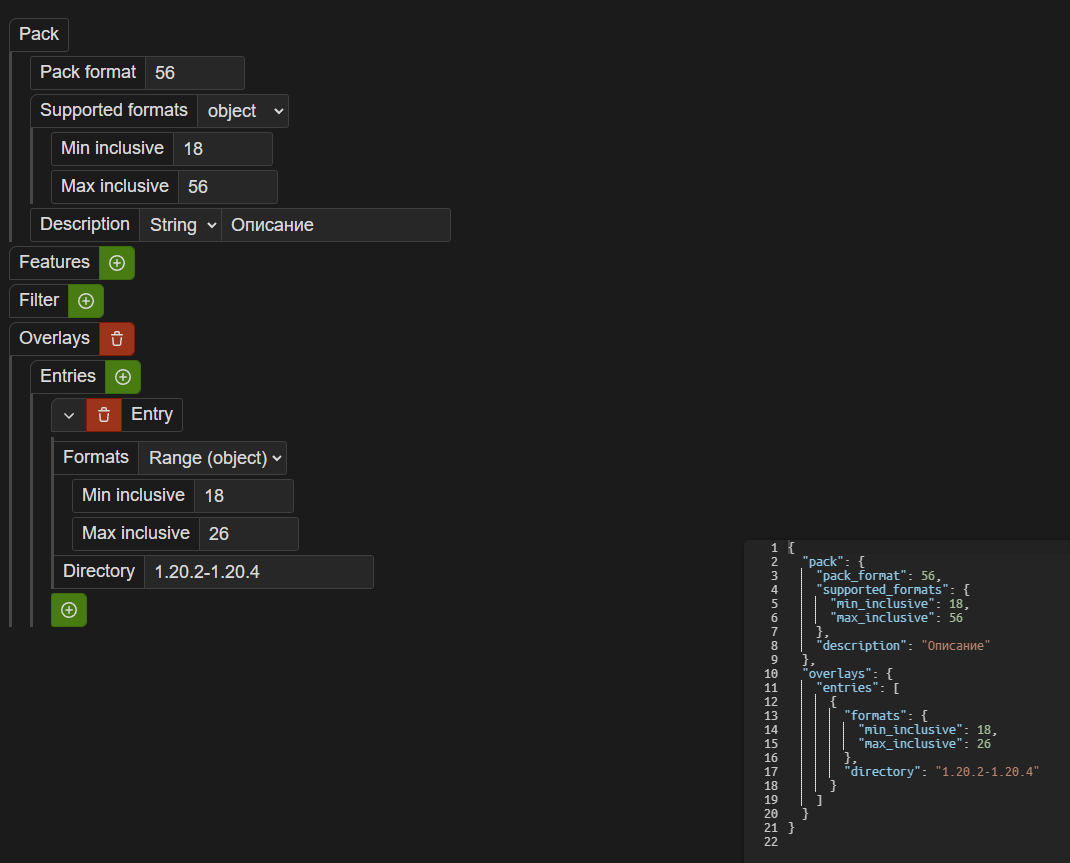 Pack
Pack format 56
Supported formats object
Min inclusive 18
Max inclusive 56
Description String Описание
Features
Filter
Overlays
Entries
Entry
Formats Range (object)
Min inclusive 18
Max inclusive 26
Directory 1.20.2-1.20.4
1 {
2 "pack": {
3 "pack_format": 56,
4 "supported_formats": {
5 "min_inclusive": 18,
6 "max_inclusive": 56
7 },
8 "description": "Описание"
9 },
10 "overlays": {
11 "entries": [
12 {
13 "formats": {
14 "min_inclusive": 18,
15 "max_inclusive": 26
16 },
17 "directory": "1.20.2-1.20.4"
18 }
19 ]
20 }
21 }
22